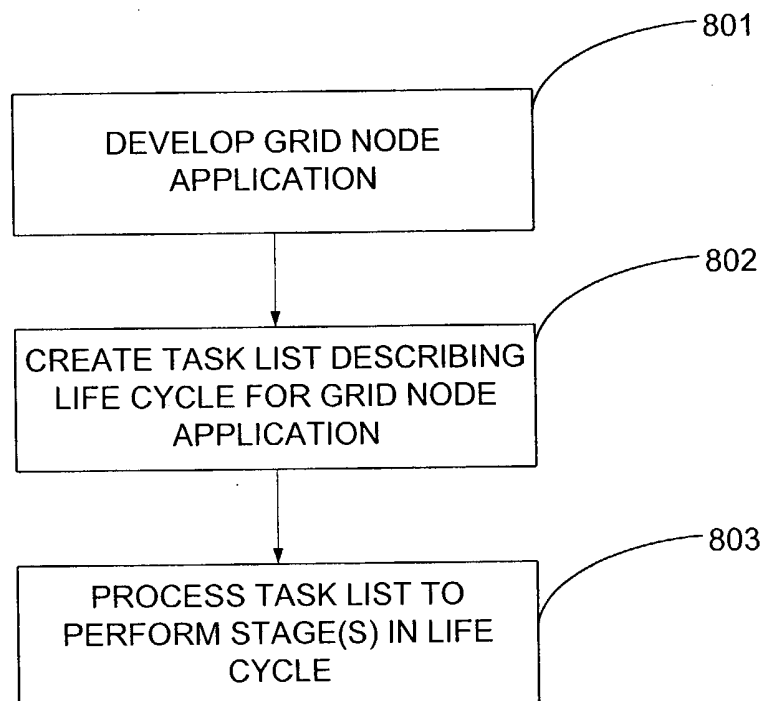 801
DEVELOP GRID NODE
APPLICATION
802
CREATE TASK LIST DESCRIBING
LIFE CYCLE FOR GRID NODE
APPLICATION
803
PROCESS TASK LIST TO
PERFORM STAGE(S) IN LIFE
CYCLE